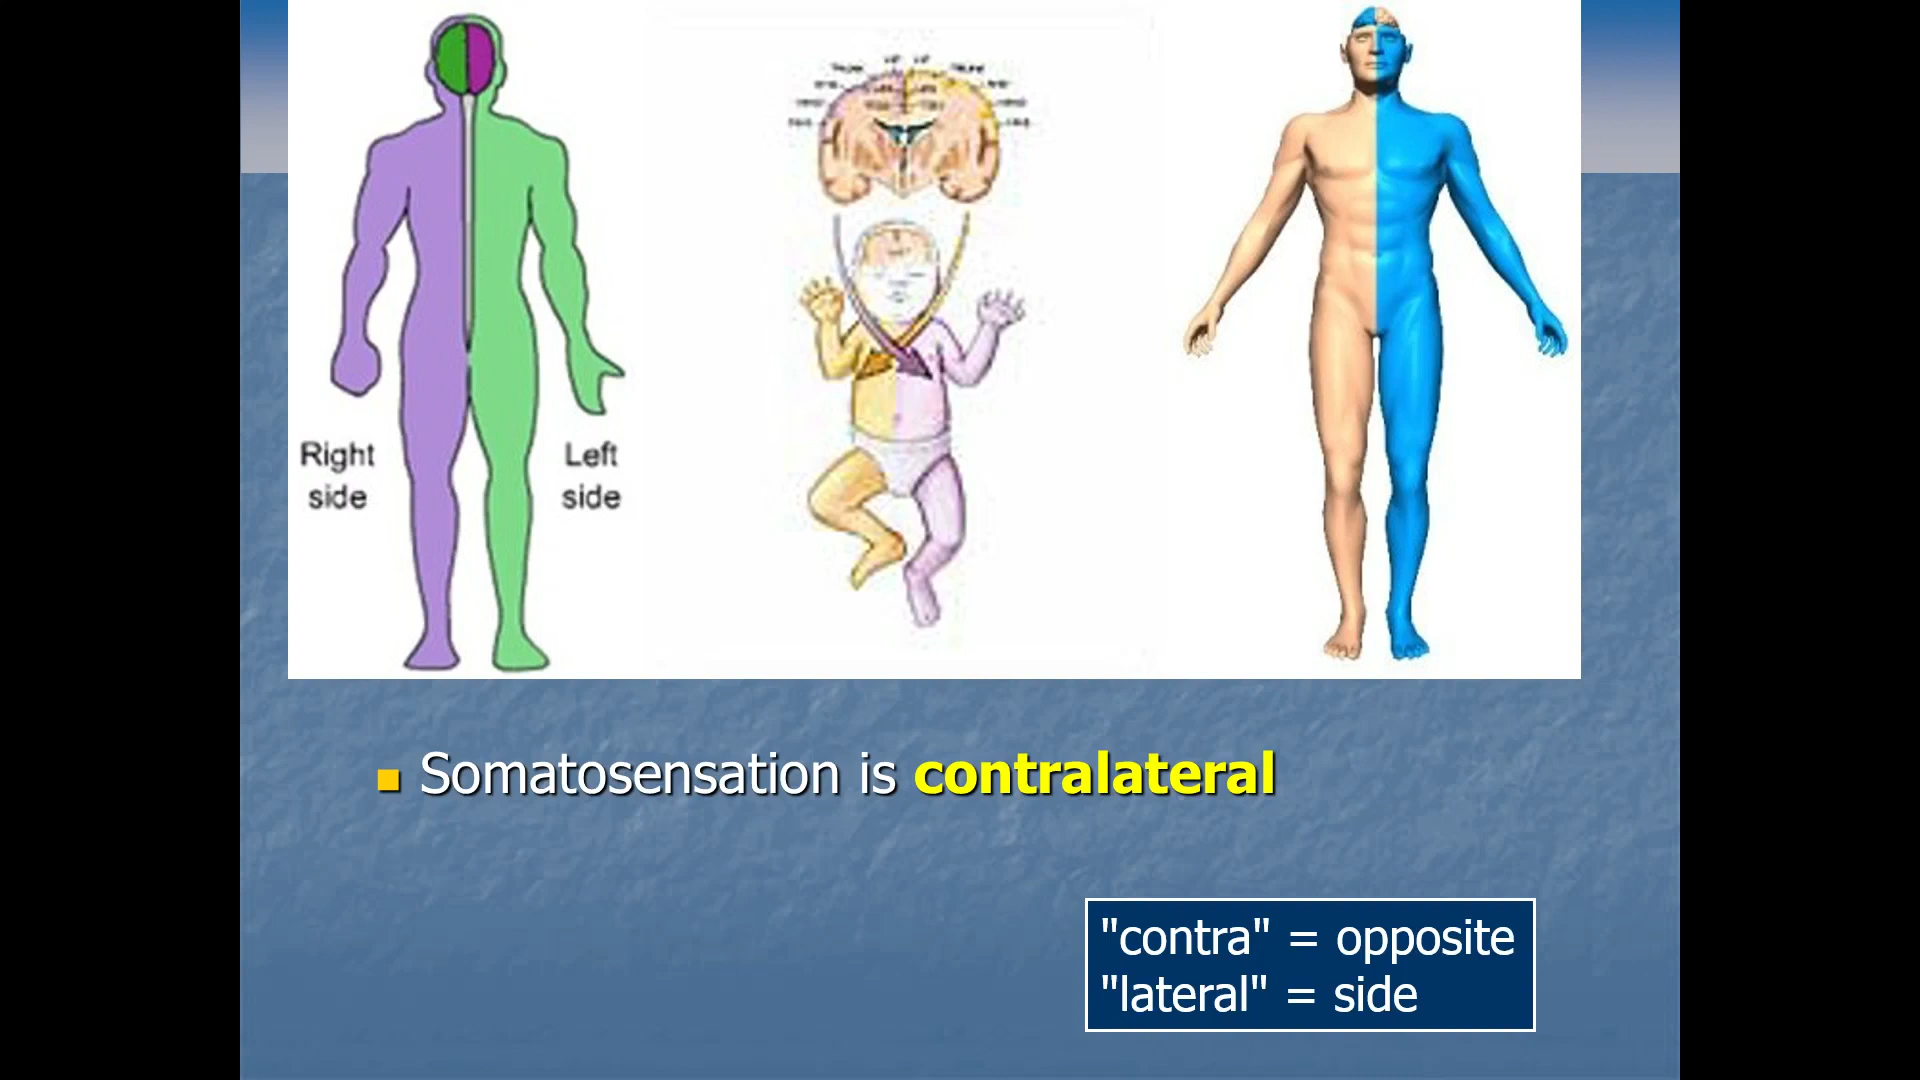 Right
side
Left
side
Somatosensation is contralateral
"contra" = opposite
"lateral" = side